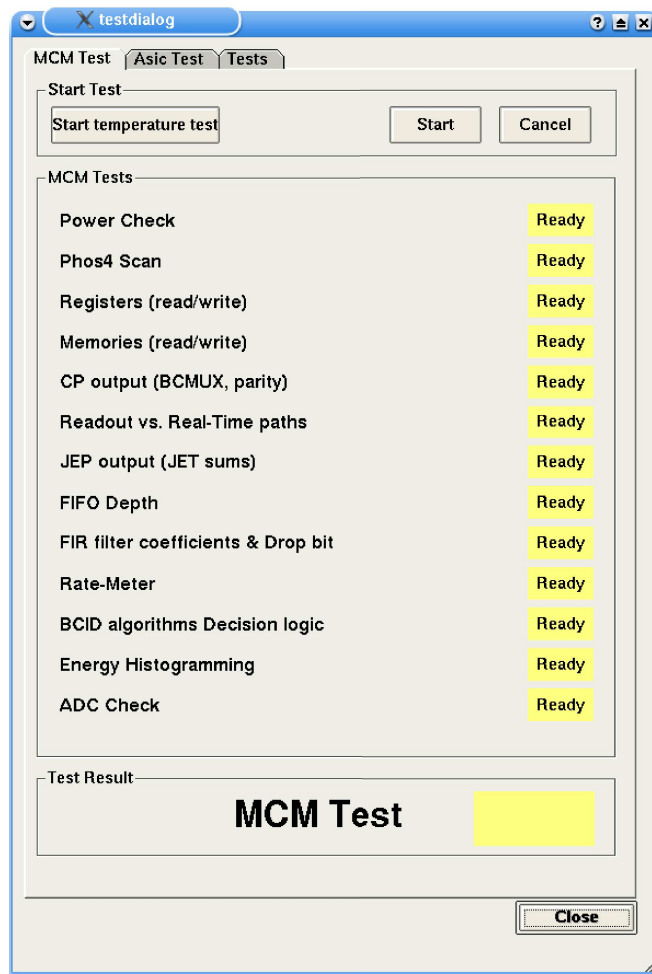 testdialog
MCM Test Asic Test Tests
Start Test
Start temperature test Start Cancel
MCM Tests
Power Check Ready
Phos4 Scan Ready
Registers (read/write) Ready
Memories (read/write) Ready
CP output (BCMUX, parity) Ready
Readout vs. Real-Time paths Ready
JEP output (JET sums) Ready
FIFO Depth Ready
FIR filter coefficients & Drop bit Ready
Rate-Meter Ready
BCID algorithms Decision logic Ready
Energy Histogramming Ready
ADC Check Ready
Test Result
MCM Test
Close